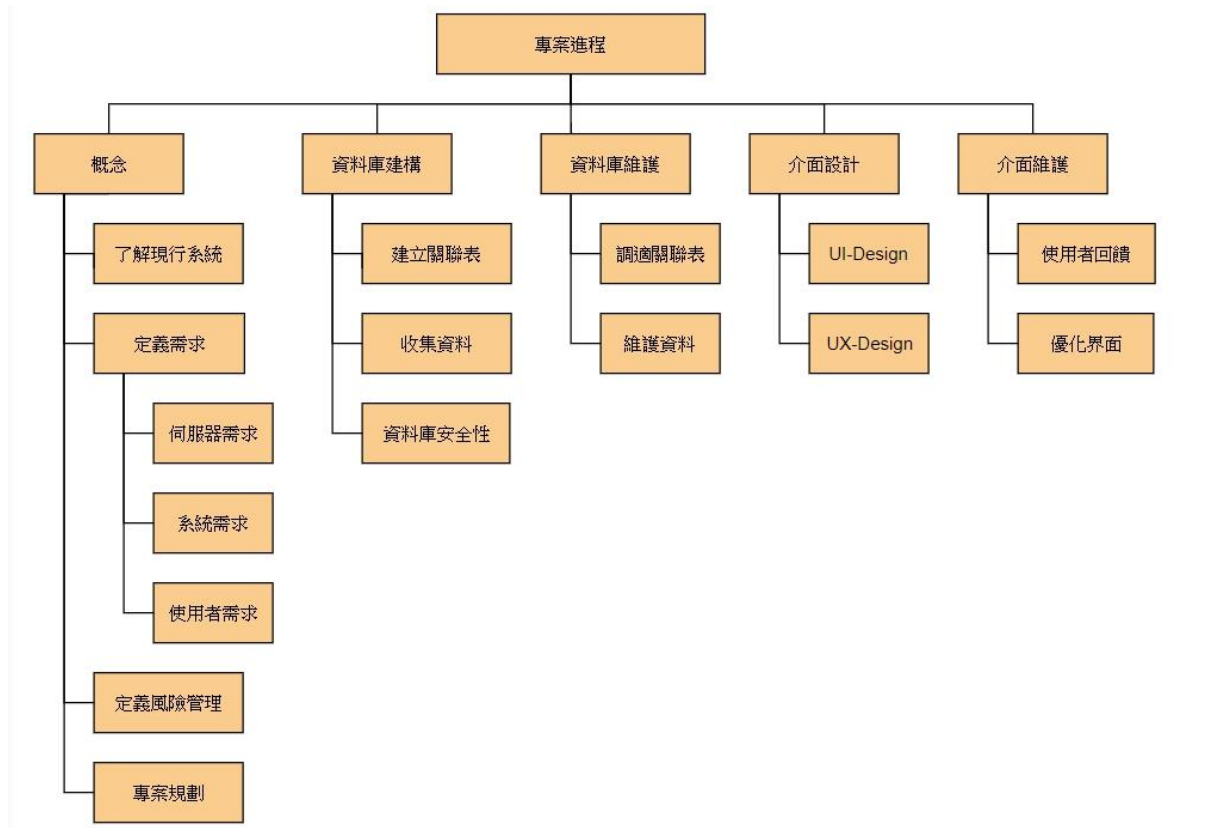 專案進程
概念
資料庫建構
資料庫維護
介面設計
介面維護
了解現行系統
建立關聯表
調適關聯表
UI-Design
使用者回饋
定義需求
收集資料
維護資料
UX-Design
優化界面
伺服器需求
資料庫安全性
系統需求
使用者需求
定義風險管理
專案規劃